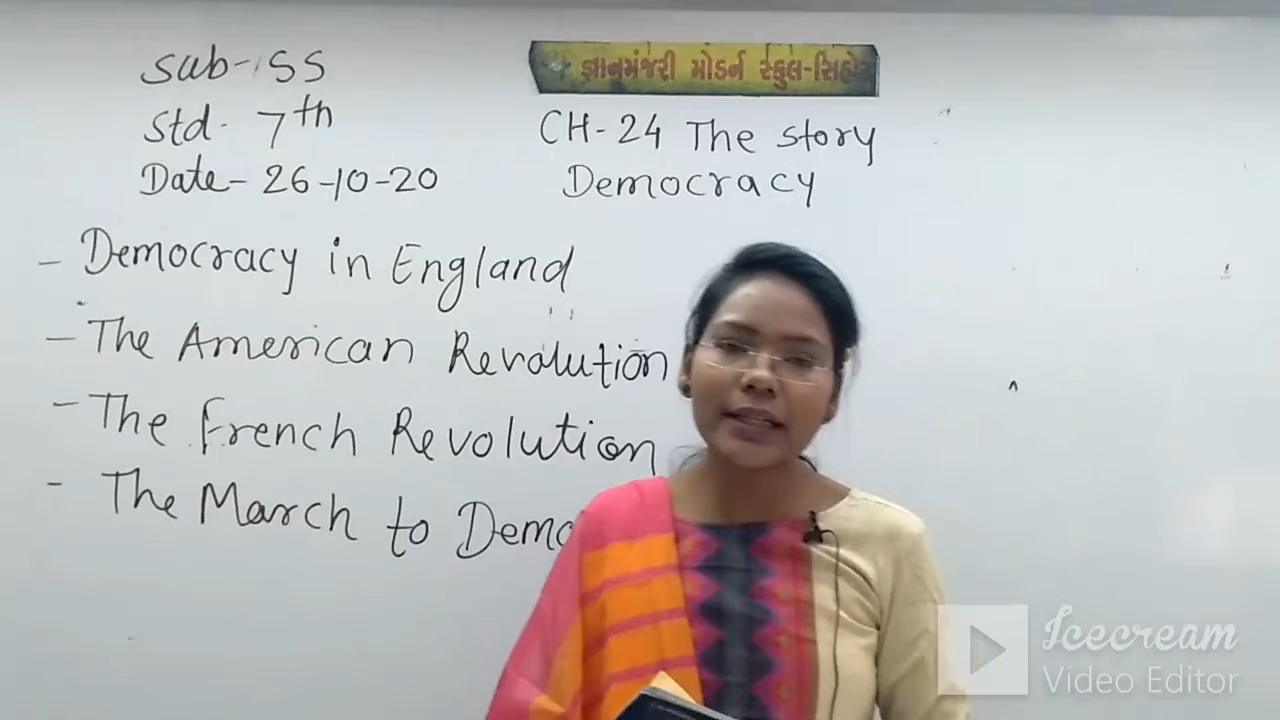 Sub-SS
Std- 7th
Date- 26-10-20
જ્ઞાનમંજરી મોડર્ન સ્કુલ-સિહોર
CH-24 The story
Democracy
- Democracy in England
- The American Revolution
- The French Revolution
- The March to Demo
Icecream
Video Editor